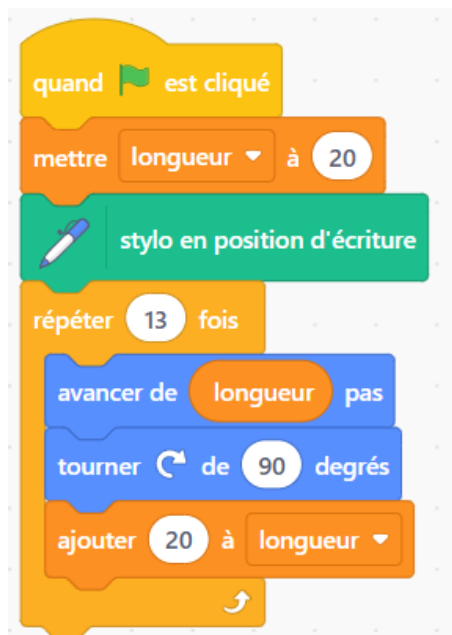 quand est cliqué
mettre longueur à 20
stylo en position d'écriture
répéter 13 fois
avancer de longueur pas
tourner de 90 degrés
ajouter 20 à longueur